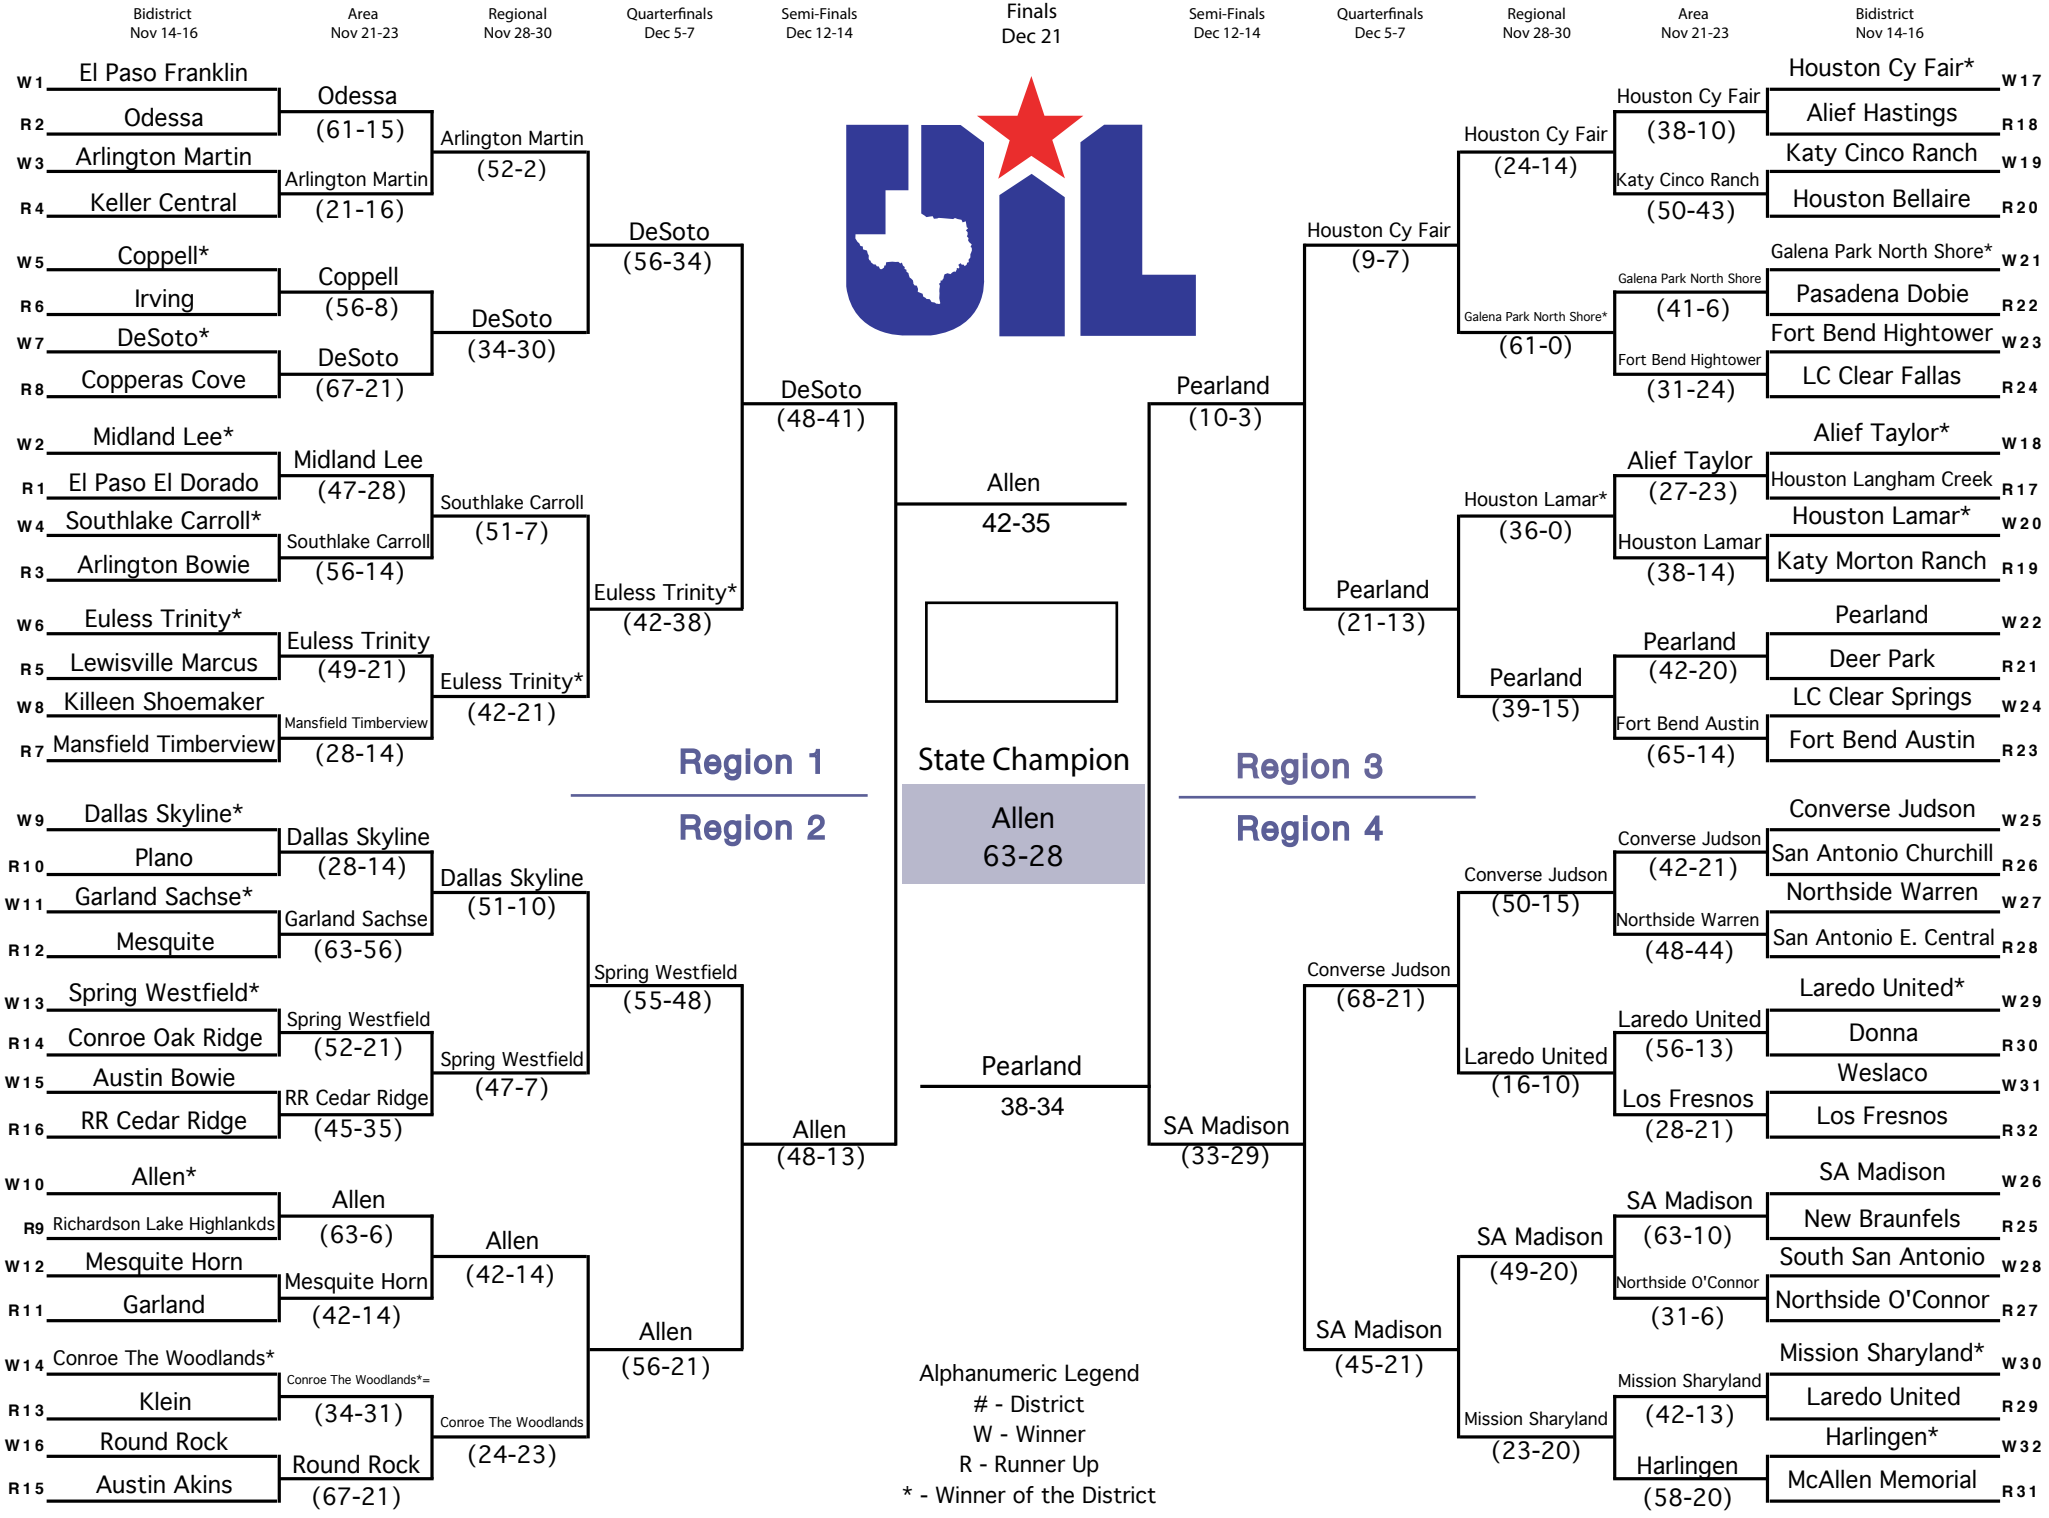 Bidistrict
Nov 14-16
Area
Nov 21-23
Regional
Nov 28-30
Quarterfinals
Dec 5-7
Semi-Finals
Dec 12-14
Finals
Dec 21
Semi-Finals
Dec 12-14
Quarterfinals
Dec 5-7
Regional
Nov 28-30
Area
Nov 21-23
Bidistrict
Nov 14-16
W1 El Paso Franklin
R2 Odessa
W3 Arlington Martin
R4 Keller Central
W5 Coppell*
R6 Irving
W7 DeSoto*
R8 Copperas Cove
W2 Midland Lee*
R1 El Paso El Dorado
W4 Southlake Carroll*
R3 Arlington Bowie
W6 Euless Trinity*
R5 Lewisville Marcus
W8 Killeen Shoemaker
R7 Mansfield Timberview
W9 Dallas Skyline*
R10 Plano
W11 Garland Sachse*
R12 Mesquite
W13 Spring Westfield*
R14 Conroe Oak Ridge
W15 Austin Bowie
R16 RR Cedar Ridge
W10 Allen*
R9 Richardson Lake Highlankds
W12 Mesquite Horn
R11 Garland
W14 Conroe The Woodlands*
R13 Klein
W16 Round Rock
R15 Austin Akins
Odessa
(61-15)
Arlington Martin
(21-16)
Coppell
(56-8)
DeSoto
(67-21)
Midland Lee
(47-28)
Southlake Carroll
(56-14)
Euless Trinity
(49-21)
Mansfield Timberview
(28-14)
Dallas Skyline
(28-14)
Garland Sachse
(63-56)
Spring Westfield
(52-21)
RR Cedar Ridge
(45-35)
Allen
(63-6)
Mesquite Horn
(42-14)
Conroe The Woodlands*=
(34-31)
Round Rock
(67-21)
Arlington Martin
(52-2)
DeSoto
(34-30)
Southlake Carroll
(51-7)
Euless Trinity*
(42-21)
Dallas Skyline
(51-10)
Spring Westfield
(47-7)
Allen
(42-14)
Conroe The Woodlands
(24-23)
DeSoto
(56-34)
Euless Trinity*
(42-38)
Region 1
Region 2
Spring Westfield
(55-48)
Allen
(56-21)
DeSoto
(48-41)
Allen
(48-13)
UIL
Allen
42-35
State Champion
Allen
63-28
Pearland
38-34
Alphanumeric Legend
# - District
W - Winner
R - Runner Up
* - Winner of the District
Pearland
(10-3)
SA Madison
(33-29)
Houston Cy Fair
(9-7)
Pearland
(21-13)
Region 3
Region 4
Converse Judson
(68-21)
SA Madison
(45-21)
Houston Cy Fair
(24-14)
Galena Park North Shore*
(61-0)
Houston Lamar*
(36-0)
Pearland
(39-15)
Converse Judson
(50-15)
Laredo United
(16-10)
SA Madison
(49-20)
Mission Sharyland
(23-20)
Houston Cy Fair
(38-10)
Katy Cinco Ranch
(50-43)
Galena Park North Shore
(41-6)
Fort Bend Hightower
(31-24)
Alief Taylor
(27-23)
Houston Lamar
(38-14)
Pearland
(42-20)
Fort Bend Austin
(65-14)
Converse Judson
(42-21)
Northside Warren
(48-44)
Laredo United
(56-13)
Los Fresnos
(28-21)
SA Madison
(63-10)
Northside O'Connor
(31-6)
Mission Sharyland
(42-13)
Harlingen
(58-20)
Houston Cy Fair* W17
Alief Hastings R18
Katy Cinco Ranch W19
Houston Bellaire R20
Galena Park North Shore* W21
Pasadena Dobie R22
Fort Bend Hightower W23
LC Clear Fallas R24
Alief Taylor* W18
Houston Langham Creek R17
Houston Lamar* W20
Katy Morton Ranch R19
Pearland W22
Deer Park R21
LC Clear Springs W24
Fort Bend Austin R23
Converse Judson W25
San Antonio Churchill R26
Northside Warren W27
San Antonio E. Central R28
Laredo United* W29
Donna R30
Weslaco W31
Los Fresnos R32
SA Madison W26
New Braunfels R25
South San Antonio W28
Northside O'Connor R27
Mission Sharyland* W30
Laredo United R29
Harlingen* W32
McAllen Memorial R31